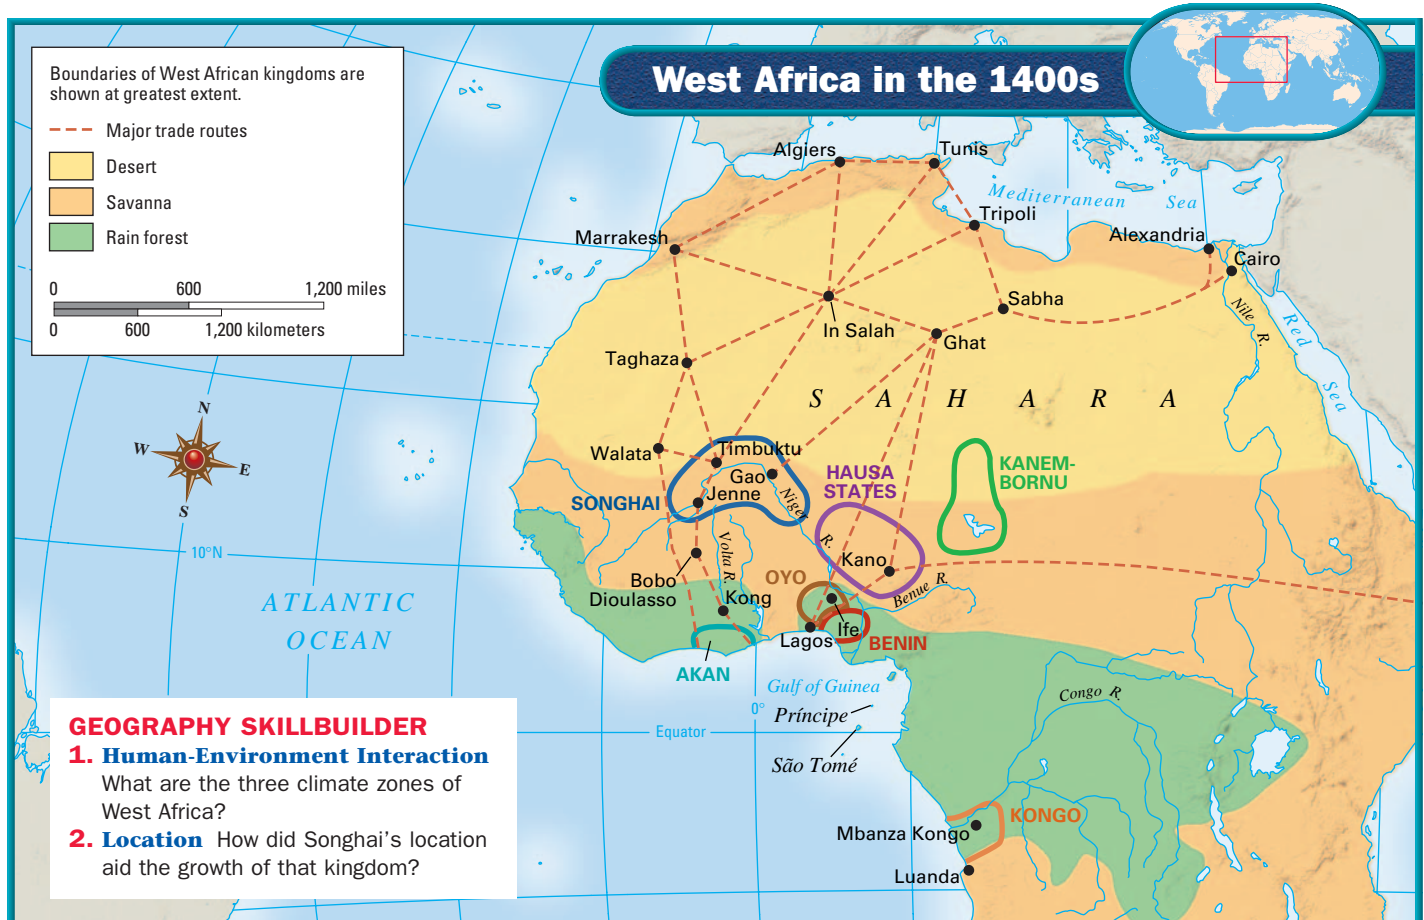 West Africa in the 1400s
Boundaries of West African kingdoms are
shown at greatest extent.
Major trade routes
Desert
Savanna
Rain forest
0 600 1,200 miles
0 600 1,200 kilometers
N
W
E
S
Algiers
Tunis
Mediterranean Sea
Tripoli
Marrakesh
Alexandria
Cairo
Sabha
In Salah
Nile R.
Red Sea
Ghat
Taghaza
SAHARA
Walata
Timbuktu
Gao
Jenne
Niger R.
SONGHAI
HAUSA
STATES
KANEM-
BORNU
10°N
Volta R.
Kano
Bobo
Dioulasso
OYO
Benue R.
Kong
ATLANTIC
OCEAN
Ife
Lagos
BENIN
AKAN
Gulf of Guinea
Congo R.
0°
Príncipe
Equator
São Tomé
KONGO
Mbanza Kongo
Luanda
GEOGRAPHY SKILLBUILDER
1. Human-Environment Interaction
What are the three climate zones of
West Africa?
2. Location How did Songhai's location
aid the growth of that kingdom?